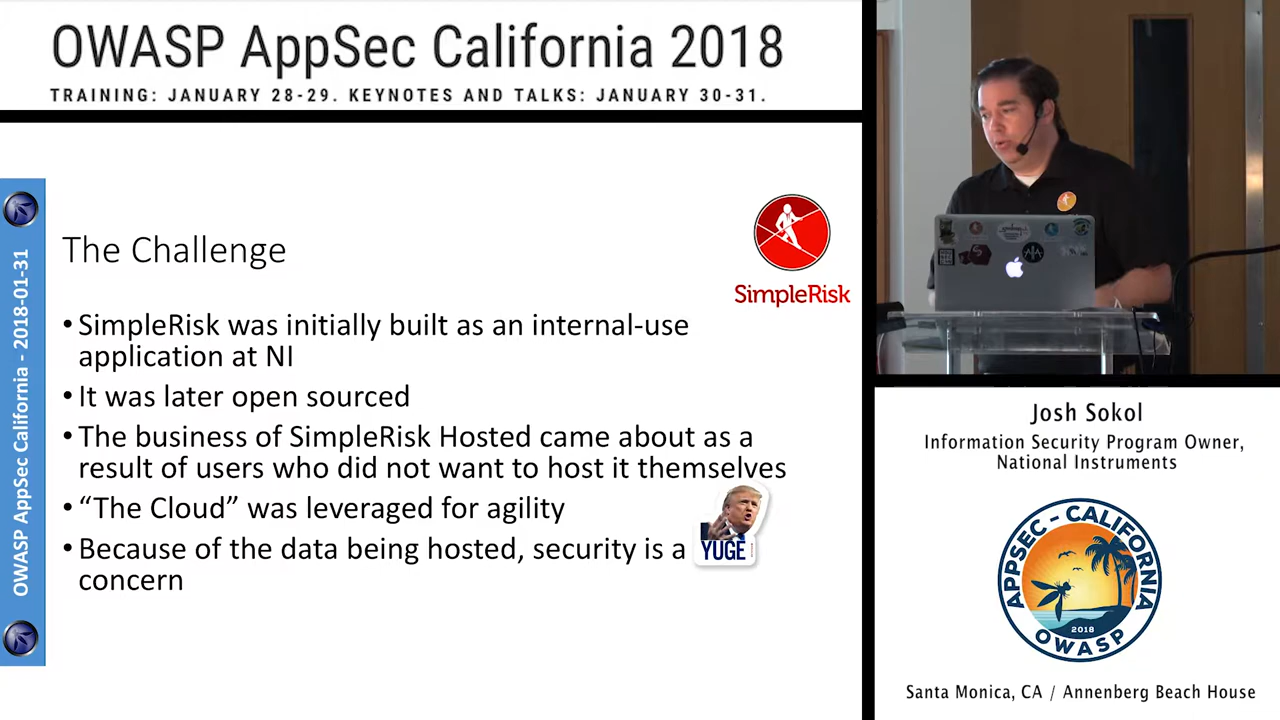 OWASP AppSec California 2018
TRAINING: JANUARY 28-29. KEYNOTES AND TALKS: JANUARY 30-31.
OWASP AppSec California - 2018-01-31
The Challenge
SimpleRisk
• SimpleRisk was initially built as an internal-use
application at NI
• It was later open sourced
• The business of SimpleRisk Hosted came about as a
result of users who did not want to host it themselves
• “The Cloud” was leveraged for agility
• Because of the data being hosted, security is a
YUGE
concern
Josh Sokol
Information Security Program Owner,
National Instruments
APPSEC - CALIFORNIA
2018
OWASP
Santa Monica, CA / Annenberg Beach House